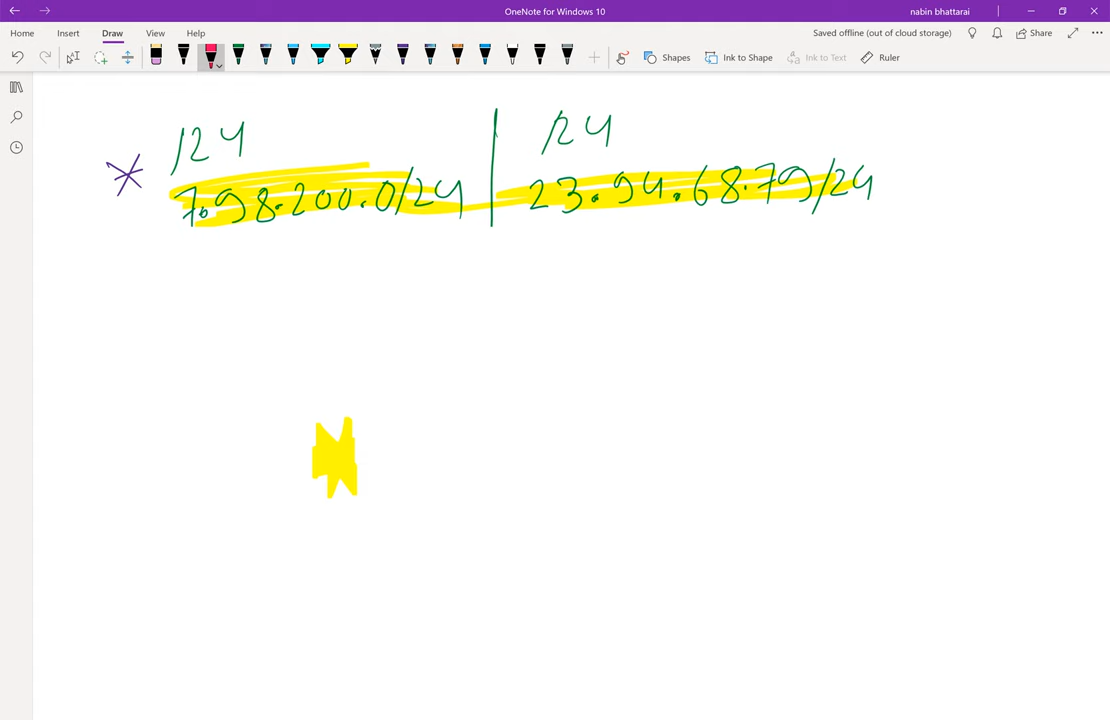 OneNote for Windows 10
nabin bhattarai
Home Insert Draw View Help
Saved offline (out of cloud storage)
Share
Shapes
Ink to Shape
Ink to Text
Ruler
/24 /24
7.98.200.0/24 23.94.68.79/24